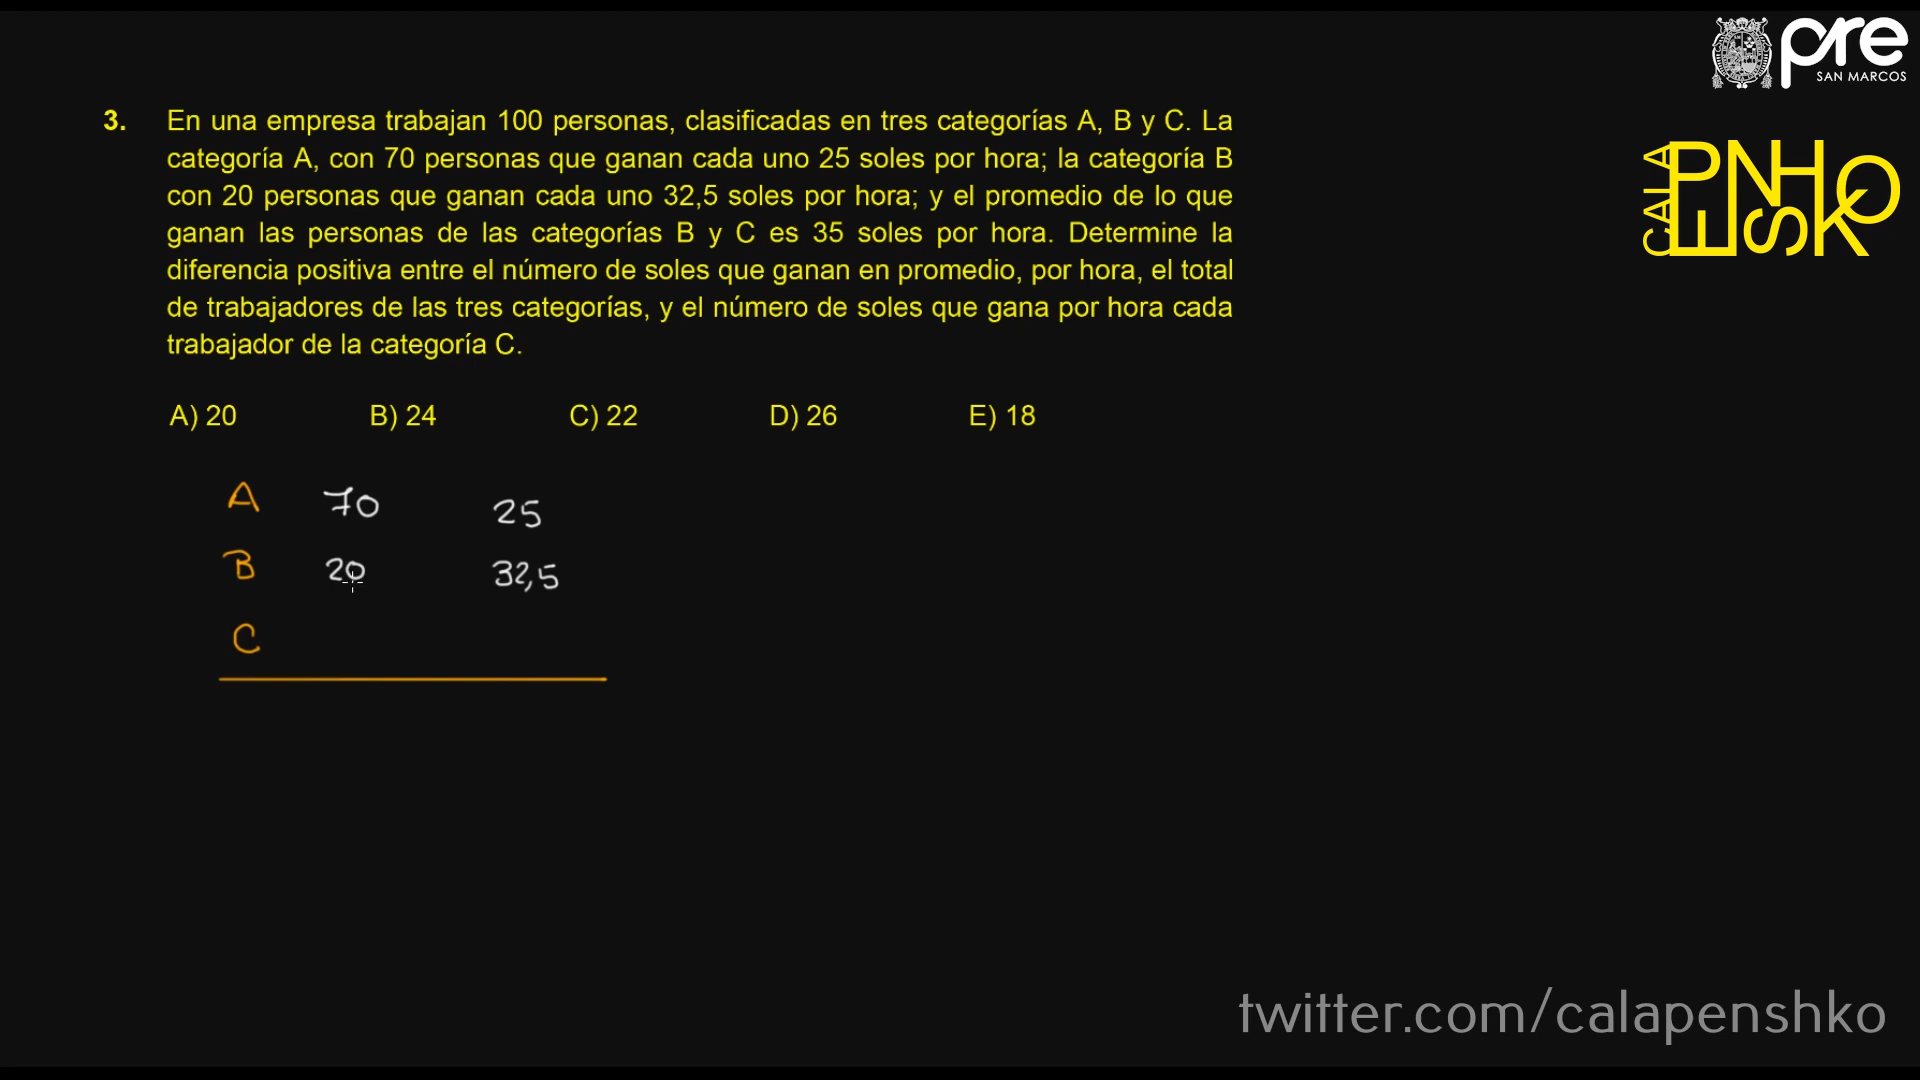 pre
SAN MARCOS
CALA
PENSHKO
3. En una empresa trabajan 100 personas, clasificadas en tres categorías A, B y C. La
categoría A, con 70 personas que ganan cada uno 25 soles por hora; la categoría B
con 20 personas que ganan cada uno 32,5 soles por hora; y el promedio de lo que
ganan las personas de las categorías B y C es 35 soles por hora. Determine la
diferencia positiva entre el número de soles que ganan en promedio, por hora, el total
de trabajadores de las tres categorías, y el número de soles que gana por hora cada
trabajador de la categoría C.
A) 20 B) 24 C) 22 D) 26 E) 18
A 70 25
B 20 32,5
C
twitter.com/calapenshko